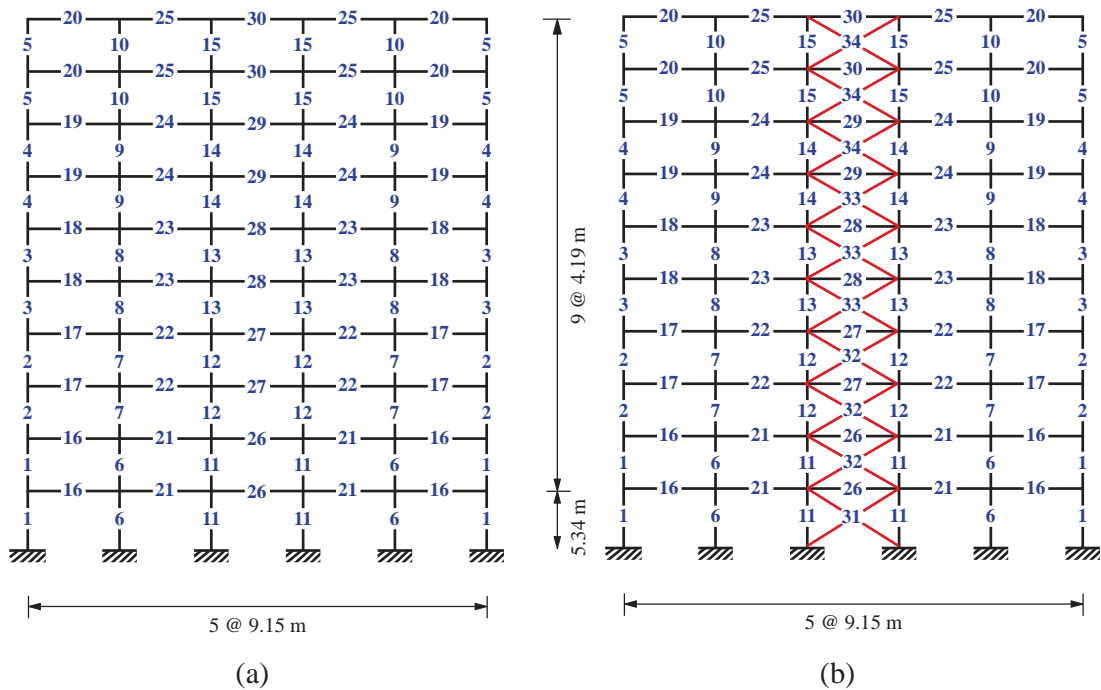 20 25 30 25 20 20 25 30 25 20
5 10 15 15 10 5 5 10 15 34 15 10 5
20 25 30 25 20 20 25 30 25 20
5 10 15 15 10 5 5 10 15 34 15 10 5
19 24 29 24 19 19 24 29 24 19
4 9 14 14 9 4 4 9 14 34 14 9 4
19 24 29 24 19 19 24 29 24 19
4 9 14 14 9 4 4 9 14 33 14 9 4
18 23 28 23 18 18 23 28 23 18
3 8 13 13 8 3 3 8 13 33 13 8 3
18 23 28 23 18 18 23 28 23 18
3 8 13 13 8 3 3 8 13 33 13 8 3
17 22 27 22 17 17 22 27 22 17
2 7 12 12 7 2 2 7 12 32 12 7 2
17 22 27 22 17 17 22 27 22 17
2 7 12 12 7 2 2 7 12 32 12 7 2
16 21 26 21 16 16 21 26 21 16
1 6 11 11 6 1 1 6 11 32 11 6 1
16 21 26 21 16 16 21 26 21 16
1 6 11 11 6 1 1 6 11 31 11 6 1
9 @ 4.19 m
5.34 m
5 @ 9.15 m
5 @ 9.15 m
(a)
(b)